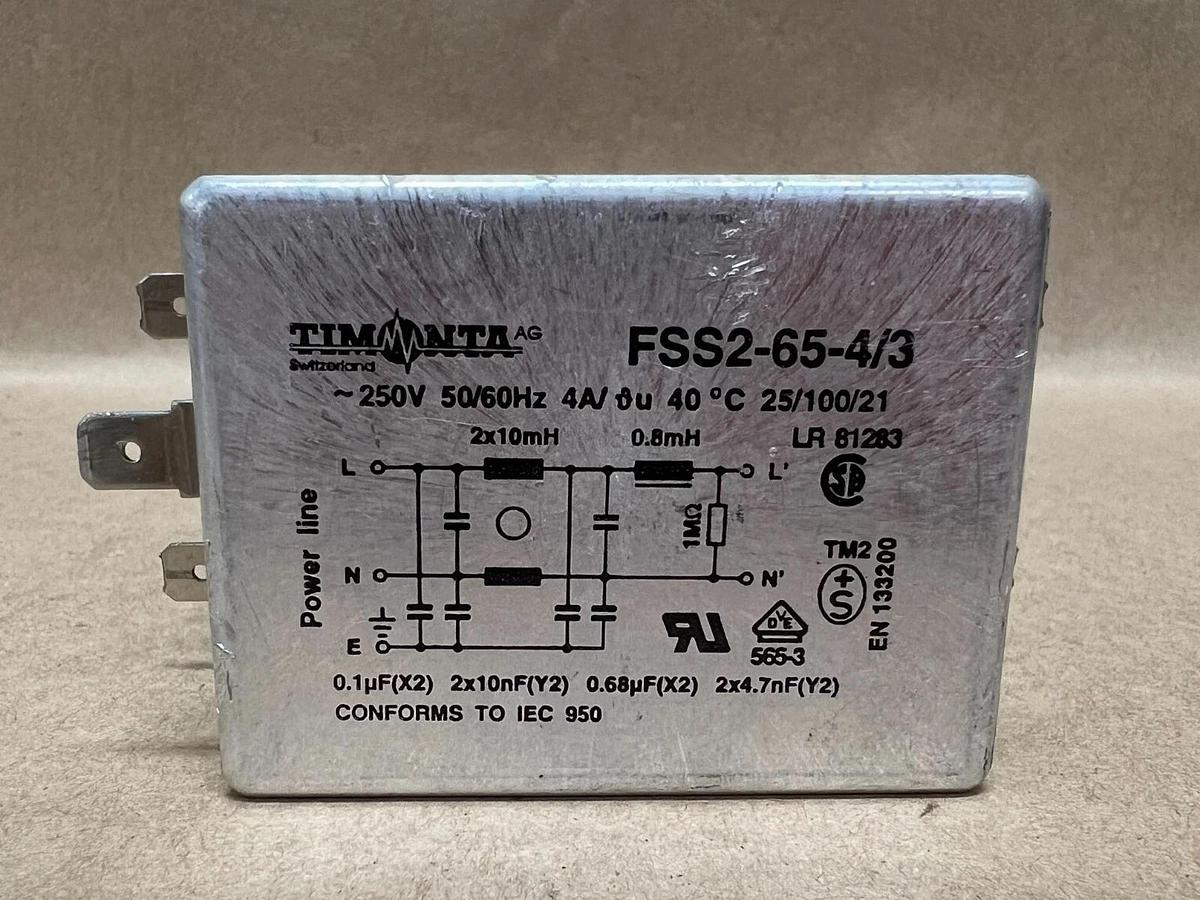 TIMONTA AG
Switzerland
FSS2-65-4/3
~250V 50/60Hz 4A/ ϑu 40 °C 25/100/21
2x10mH 0.8mH LR 81283
L L'
1MΩ
Power line
N N'
E
TM2
+
S
EN 133200
DVE
565-3
0.1µF(X2) 2x10nF(Y2) 0.68µF(X2) 2x4.7nF(Y2)
CONFORMS TO IEC 950